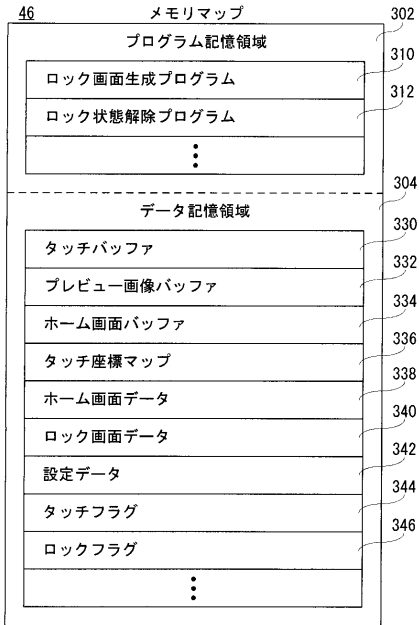 46 メモリマップ
302
プログラム記憶領域
310
ロック画面生成プログラム
312
ロック状態解除プログラム
304
データ記憶領域
330
タッチバッファ
332
プレビュー画像バッファ
334
ホーム画面バッファ
336
タッチ座標マップ
338
ホーム画面データ
340
ロック画面データ
342
設定データ
344
タッチフラグ
346
ロックフラグ